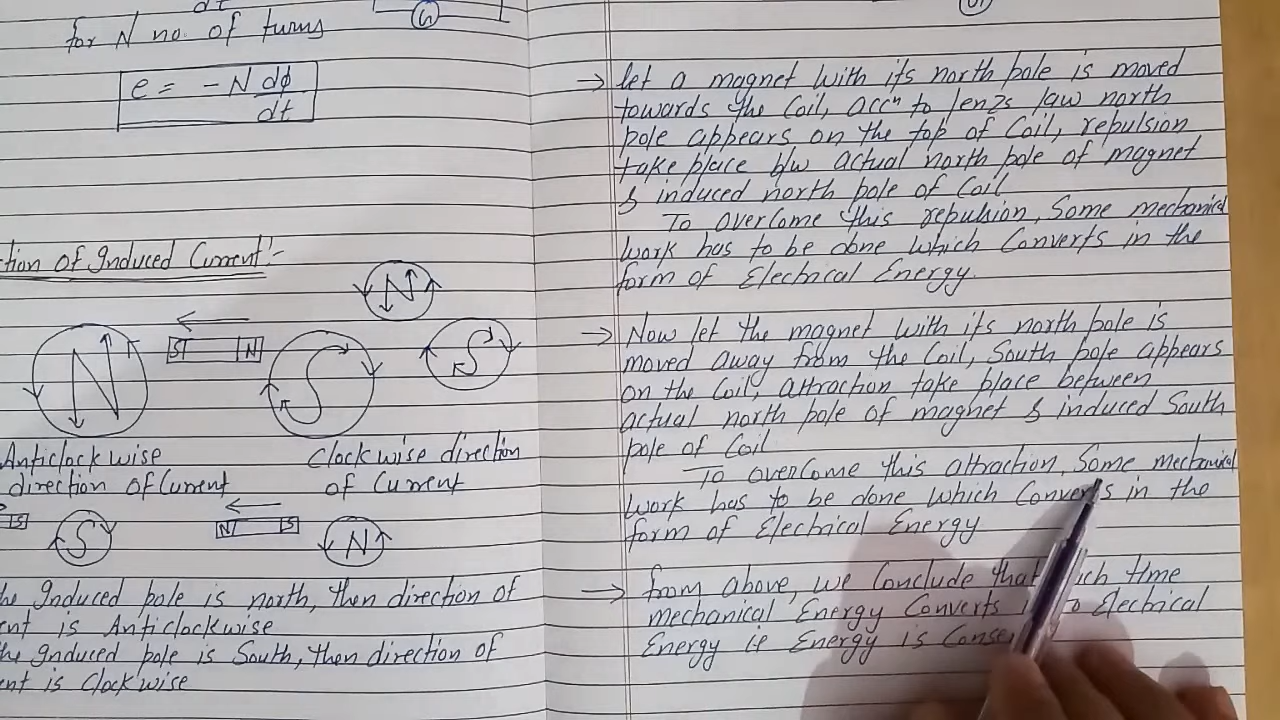 dt
for N no. of turns
e = -N dφ
dt
tion of Induced Current:-
N
S N
N
S
S
Anticlockwise
direction of Current
Clockwise direction
of Current
S
S
N S
N
he Induced pole is north, then direction of
ent is Anticlockwise
the Induced pole is South, then direction of
ent is Clockwise
→ let a magnet with its north pole is moved
towards the Coil, accⁿ to lenzs law north
pole appears on the top of Coil, repulsion
take place b/w actual north pole of magnet
& induced north pole of Coil
To overcome this repulsion, Some mechanical
work has to be done which Converts in the
form of Electrical Energy.
→ Now let the magnet with its north pole is
moved away from the Coil, South pole appears
on the Coil, attraction take place between
actual north pole of magnet & induced South
pole of Coil
To overcome this attraction, Some mechanical
work has to be done which Converts in the
form of Electrical Energy
→ from above, we Conclude that ich time
mechanical Energy Converts to Electrical
Energy ie Energy is Conse